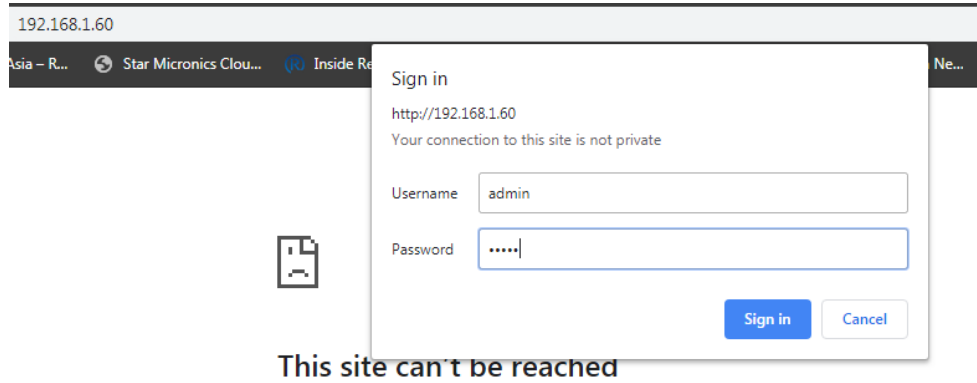 192.168.1.60
Asia – R... Star Micronics Clou... (R) Inside Re Ne...
Sign in
http://192.168.1.60
Your connection to this site is not private
Username admin
Password •••••
Sign in Cancel
This site can't be reached